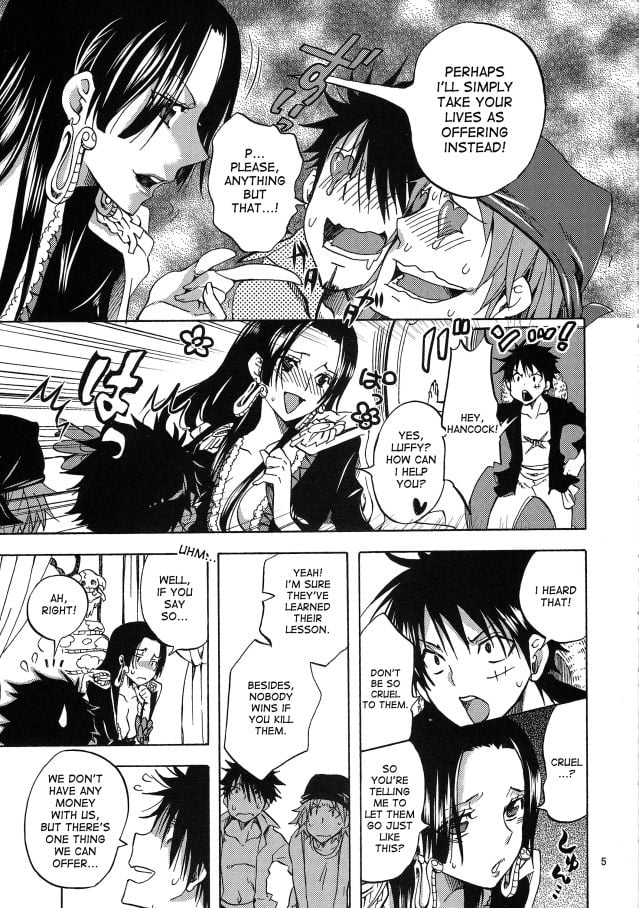 PERHAPS
I'LL SIMPLY
TAKE YOUR
LIVES AS
OFFERING
INSTEAD!
P...
PLEASE,
ANYTHING
BUT
THAT...!
HEY,
HANCOCK!
YES,
LUFFY?
HOW CAN
I HELP
YOU?
ぱっ
は
I HEARD
THAT!
DON'T
BE SO
CRUEL
TO THEM.
CRUEL
...?
SO
YOU'RE
TELLING
ME TO
LET THEM
GO JUST
LIKE
THIS?
YEAH!
I'M SURE
THEY'VE
LEARNED
THEIR
LESSON.
BESIDES,
NOBODY
WINS IF
YOU KILL
THEM.
UHM...
WELL,
IF YOU
SAY
SO...
AH,
RIGHT!
WE DON'T
HAVE ANY
MONEY
WITH US,
BUT THERE'S
ONE THING
WE CAN
OFFER...
5